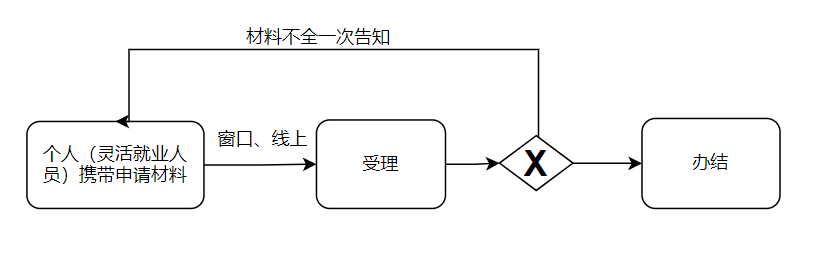 材料不全一次告知
个人（灵活就业人
员）携带申请材料
窗口、线上
受理
X
办结